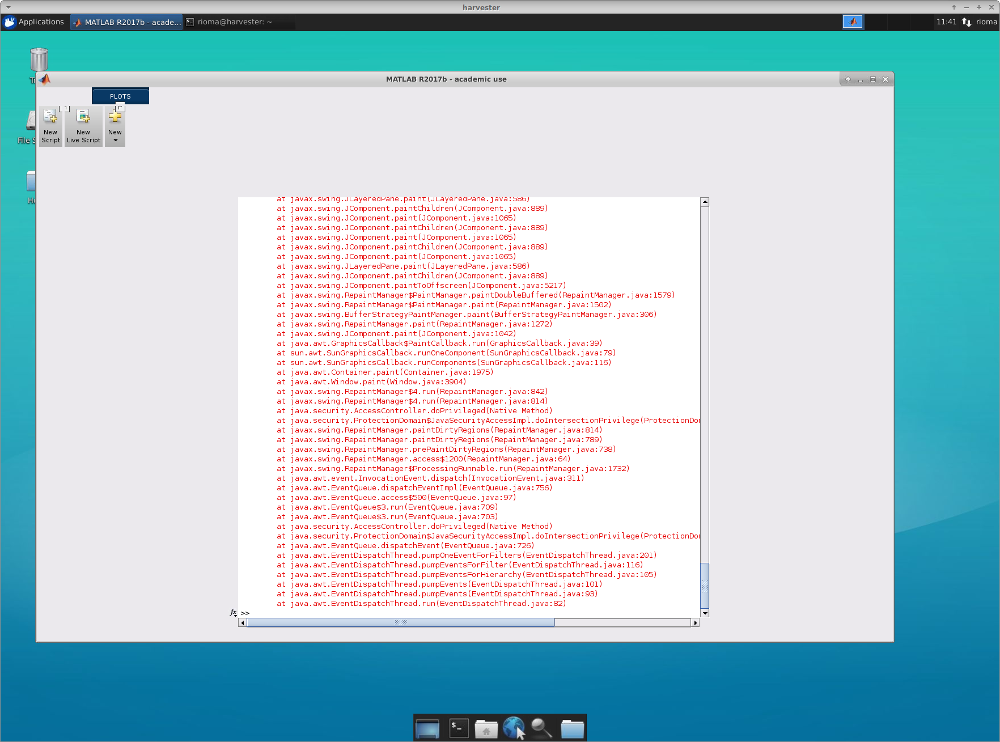 harvester
Applications
MATLAB R2017b - acade...
rioma@harvester: ~
11:41
rioma
MATLAB R2017b - academic use
PLOTS
New
Script
New
Live Script
New
File
at javax.swing.JLayeredPane.paint(JLayeredPane.java:586)
at javax.swing.JComponent.paintChildren(JComponent.java:889)
at javax.swing.JComponent.paint(JComponent.java:1065)
at javax.swing.JComponent.paintChildren(JComponent.java:889)
at javax.swing.JComponent.paint(JComponent.java:1065)
at javax.swing.JComponent.paintChildren(JComponent.java:889)
at javax.swing.JComponent.paint(JComponent.java:1065)
at javax.swing.JLayeredPane.paint(JLayeredPane.java:586)
at javax.swing.JComponent.paintChildren(JComponent.java:889)
at javax.swing.JComponent.paintToOffscreen(JComponent.java:5217)
at javax.swing.RepaintManager$PaintManager.paintDoubleBuffered(RepaintManager.java:1579)
at javax.swing.RepaintManager$PaintManager.paint(RepaintManager.java:1502)
at javax.swing.BufferStrategyPaintManager.paint(BufferStrategyPaintManager.java:306)
at javax.swing.RepaintManager.paint(RepaintManager.java:1272)
at javax.swing.JComponent.paint(JComponent.java:1042)
at java.awt.GraphicsCallback$PaintCallback.run(GraphicsCallback.java:39)
at sun.awt.SunGraphicsCallback.runOneComponent(SunGraphicsCallback.java:79)
at sun.awt.SunGraphicsCallback.runComponents(SunGraphicsCallback.java:116)
at java.awt.Container.paint(Container.java:1975)
at java.awt.Window.paint(Window.java:3904)
at javax.swing.RepaintManager$4.run(RepaintManager.java:842)
at javax.swing.RepaintManager$4.run(RepaintManager.java:814)
at java.security.AccessController.doPrivileged(Native Method)
at java.security.ProtectionDomain$JavaSecurityAccessImpl.doIntersectionPrivilege(ProtectionDom
at javax.swing.RepaintManager.paintDirtyRegions(RepaintManager.java:814)
at javax.swing.RepaintManager.paintDirtyRegions(RepaintManager.java:789)
at javax.swing.RepaintManager.prePaintDirtyRegions(RepaintManager.java:738)
at javax.swing.RepaintManager.access$1200(RepaintManager.java:64)
at javax.swing.RepaintManager$ProcessingRunnable.run(RepaintManager.java:1732)
at java.awt.event.InvocationEvent.dispatch(InvocationEvent.java:311)
at java.awt.EventQueue.dispatchEventImpl(EventQueue.java:756)
at java.awt.EventQueue.access$500(EventQueue.java:97)
at java.awt.EventQueue$3.run(EventQueue.java:709)
at java.awt.EventQueue$3.run(EventQueue.java:703)
at java.security.AccessController.doPrivileged(Native Method)
at java.security.ProtectionDomain$JavaSecurityAccessImpl.doIntersectionPrivilege(ProtectionDom
at java.awt.EventQueue.dispatchEvent(EventQueue.java:726)
at java.awt.EventDispatchThread.pumpOneEventForFilters(EventDispatchThread.java:201)
at java.awt.EventDispatchThread.pumpEventsForFilter(EventDispatchThread.java:116)
at java.awt.EventDispatchThread.pumpEventsForHierarchy(EventDispatchThread.java:105)
at java.awt.EventDispatchThread.pumpEvents(EventDispatchThread.java:101)
at java.awt.EventDispatchThread.pumpEvents(EventDispatchThread.java:93)
at java.awt.EventDispatchThread.run(EventDispatchThread.java:82)
fx >>